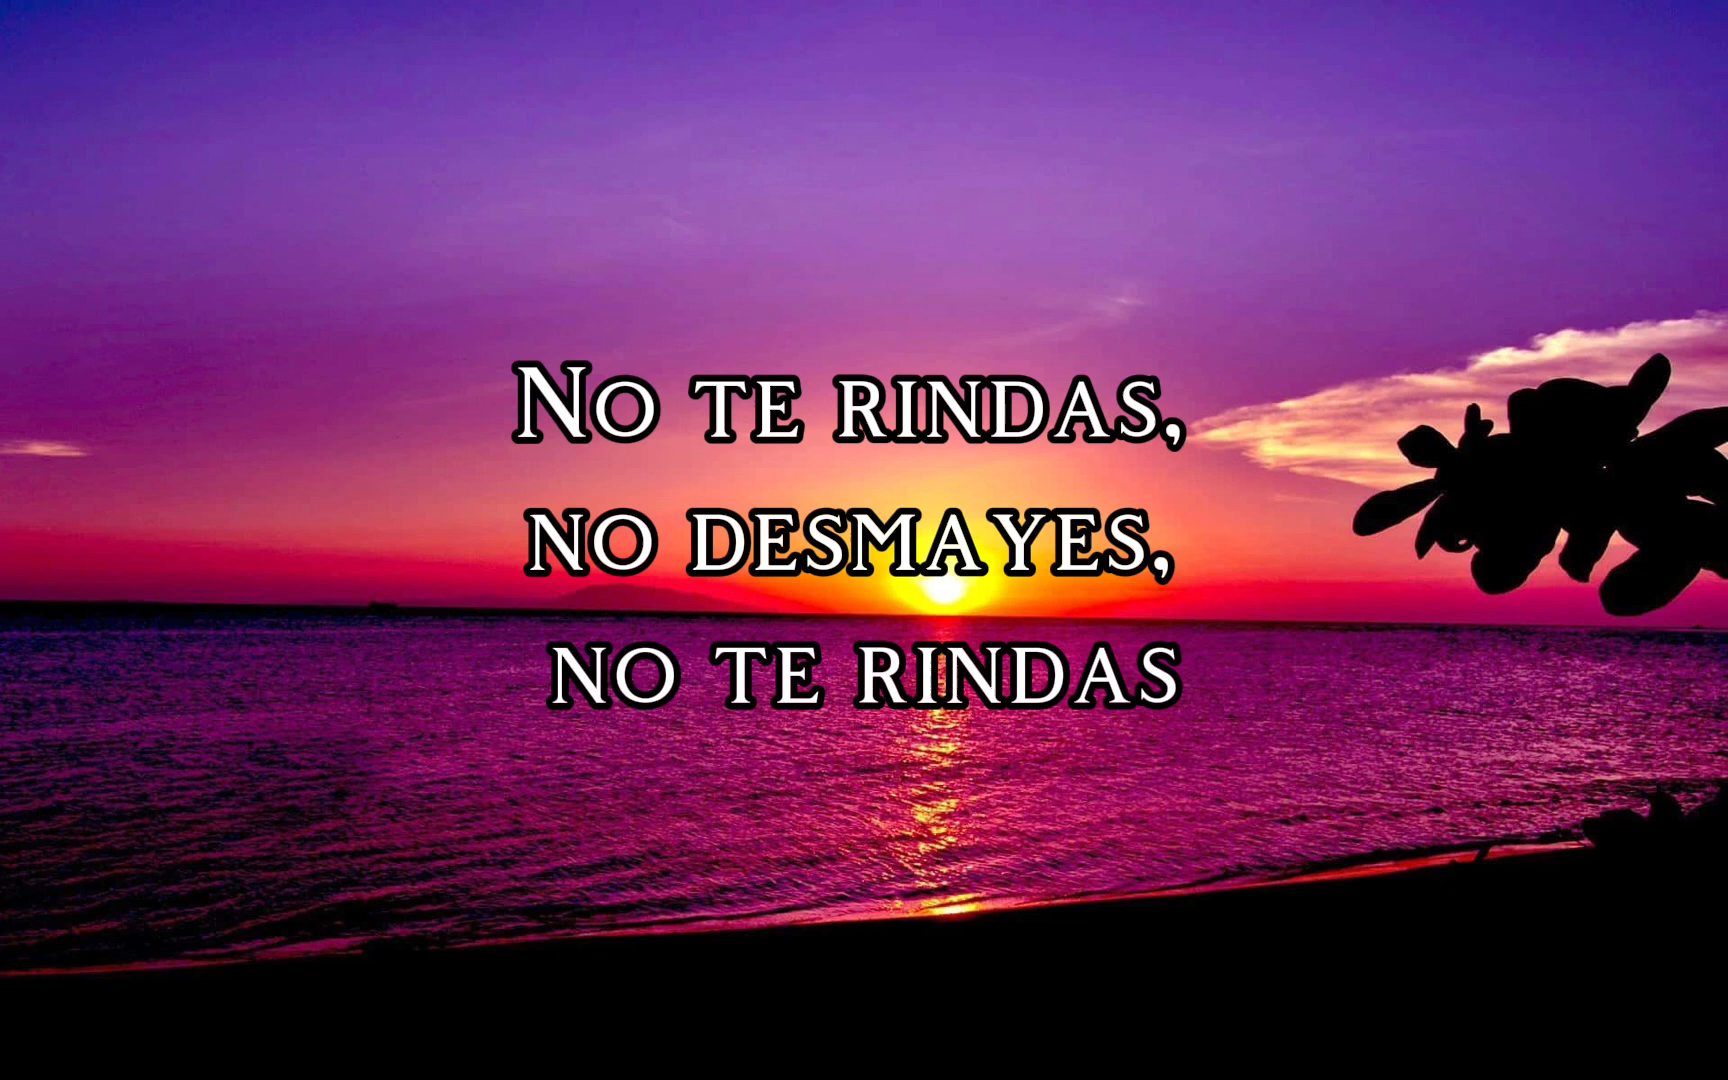 No te rindas,
no desmayes,
no te rindas